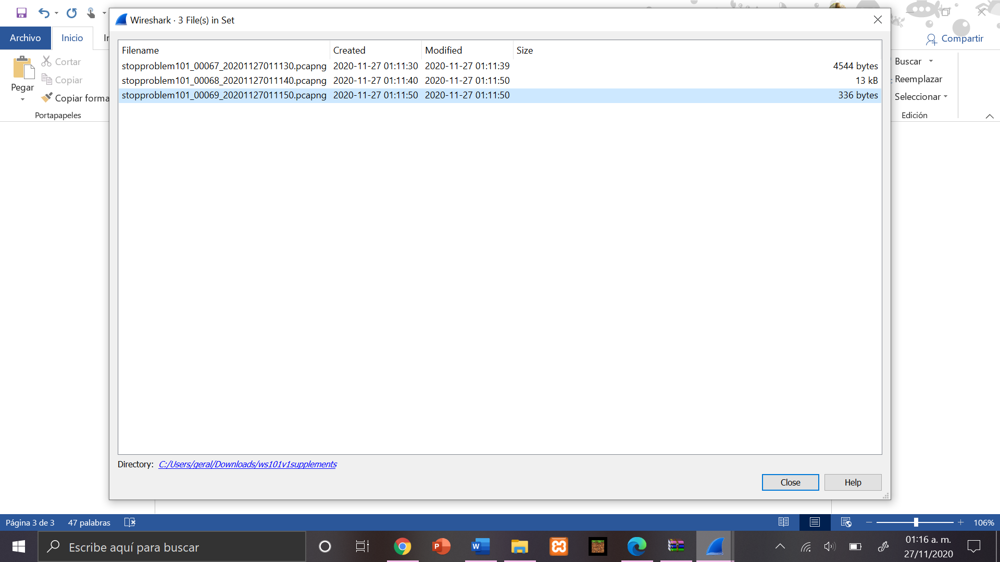 Wireshark · 3 File(s) in Set
Archivo Inicio
Compartir
Filename Created Modified Size
Cortar
Copiar
Pegar
Copiar forma
Portapapeles
stopproblem101_00067_20201127011130.pcapng 2020-11-27 01:11:30 2020-11-27 01:11:39 4544 bytes
stopproblem101_00068_20201127011140.pcapng 2020-11-27 01:11:40 2020-11-27 01:11:50 13 kB
stopproblem101_00069_20201127011150.pcapng 2020-11-27 01:11:50 2020-11-27 01:11:50 336 bytes
Buscar
Reemplazar
Seleccionar
Edición
Directory: C:/Users/geral/Downloads/ws101v1supplements
Close Help
Página 3 de 3 47 palabras 106%
Escribe aquí para buscar
01:16 a. m.
27/11/2020